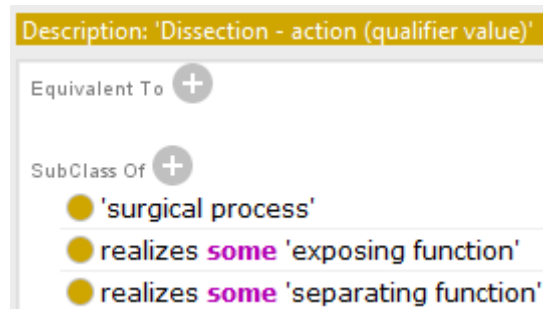 Description: 'Dissection - action (qualifier value)'
Equivalent To
SubClass Of
'surgical process'
realizes some 'exposing function'
realizes some 'separating function'